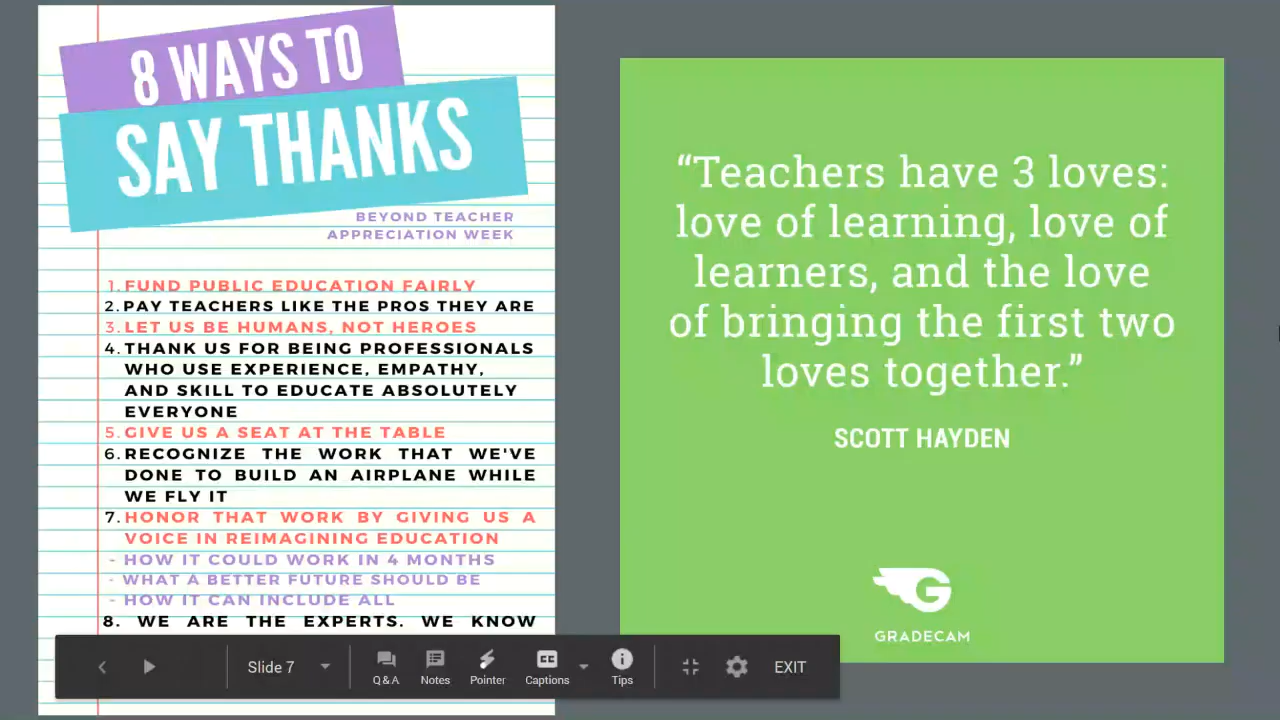 8 WAYS TO
SAY THANKS
BEYOND TEACHER
APPRECIATION WEEK
1. FUND PUBLIC EDUCATION FAIRLY
2. PAY TEACHERS LIKE THE PROS THEY ARE
3. LET US BE HUMANS, NOT HEROES
4. THANK US FOR BEING PROFESSIONALS
WHO USE EXPERIENCE, EMPATHY,
AND SKILL TO EDUCATE ABSOLUTELY
EVERYONE
5. GIVE US A SEAT AT THE TABLE
6. RECOGNIZE THE WORK THAT WE'VE
DONE TO BUILD AN AIRPLANE WHILE
WE FLY IT
7. HONOR THAT WORK BY GIVING US A
VOICE IN REIMAGINING EDUCATION
- HOW IT COULD WORK IN 4 MONTHS
- WHAT A BETTER FUTURE SHOULD BE
- HOW IT CAN INCLUDE ALL
8. WE ARE THE EXPERTS. WE KNOW
“Teachers have 3 loves:
love of learning, love of
learners, and the love
of bringing the first two
loves together.”
SCOTT HAYDEN
G
GRADECAM
Slide 7
Q&A
Notes
Pointer
CC
Captions
Tips
EXIT